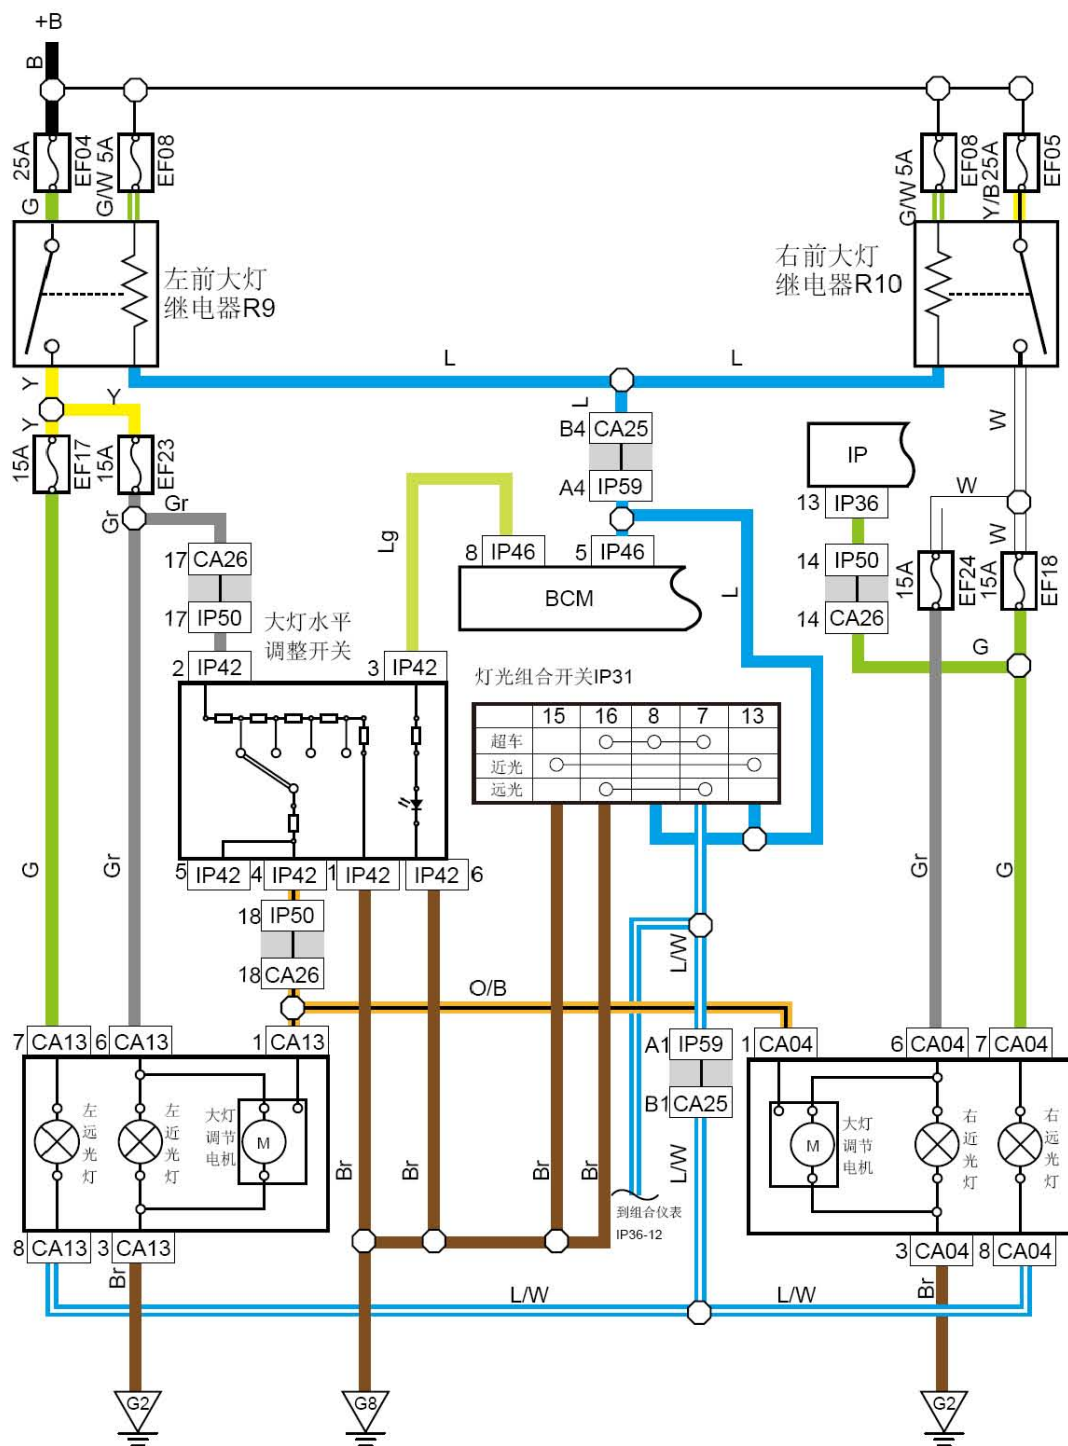 +B
B
25A
EF04
G/W 5A
EF08
G/W 5A
EF08
Y/B 25A
EF05
G
左前大灯
继电器R9
右前大灯
继电器R10
L
L
Y
Y
Y
L
15A
EF17
15A
EF23
B4 CA25
A4 IP59
IP
13 IP36
W
W
W
Gr
Gr
17 CA26
17 IP50
Lg
8 IP46
5 IP46
BCM
L
14 IP50
14 CA26
15A
EF24
15A
EF18
G
大灯水平
调整开关
2 IP42
3 IP42
灯光组合开关IP31
15 16 8 7 13
超车
近光
远光
G
Gr
Gr
G
5 IP42
4 IP42
1 IP42
IP42 6
18 IP50
18 CA26
L/W
O/B
7 CA13
6 CA13
1 CA13
A1 IP59
B1 CA25
1 CA04
6 CA04
7 CA04
左远光灯
左近光灯
大灯
调节
电机
M
大灯
调节
电机
M
右近光灯
右远光灯
Br
Br
Br
Br
L/W
到组合仪表
IP36-12
8 CA13
3 CA13
3 CA04
8 CA04
Br
Br
L/W
L/W
G2
G8
G2